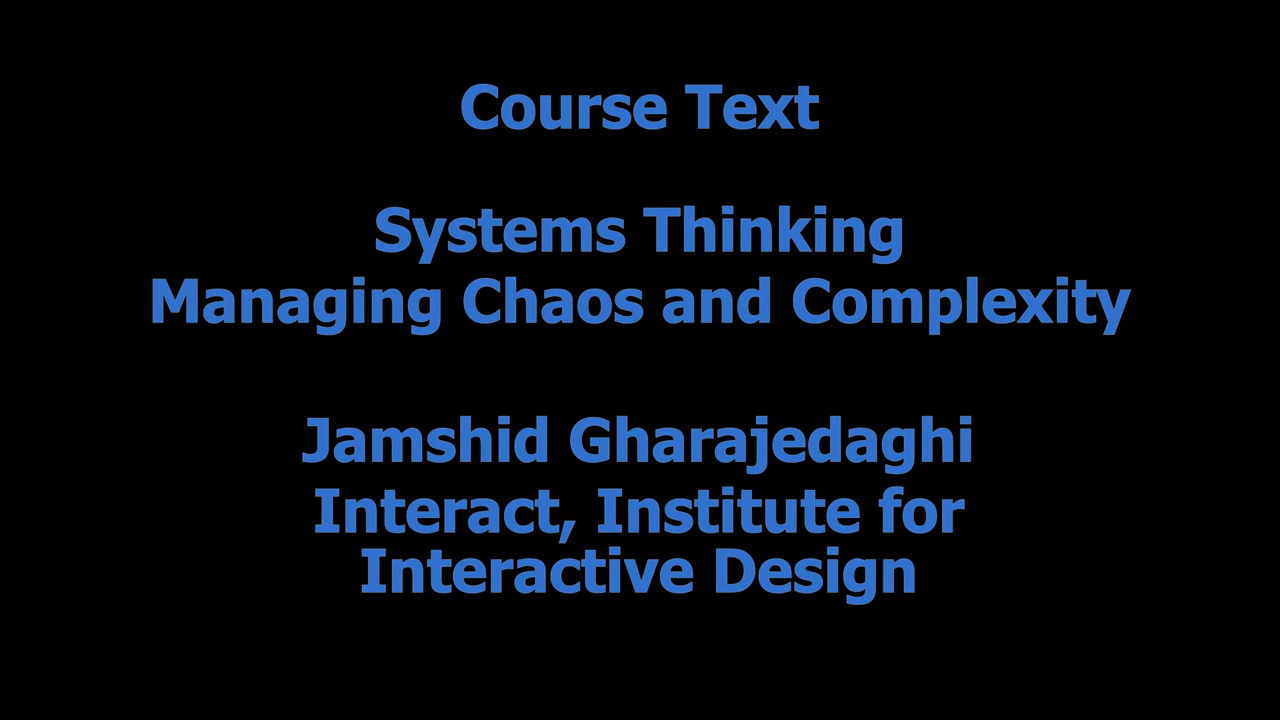 Course Text
Systems Thinking
Managing Chaos and Complexity
Jamshid Gharajedaghi
Interact, Institute for
Interactive Design